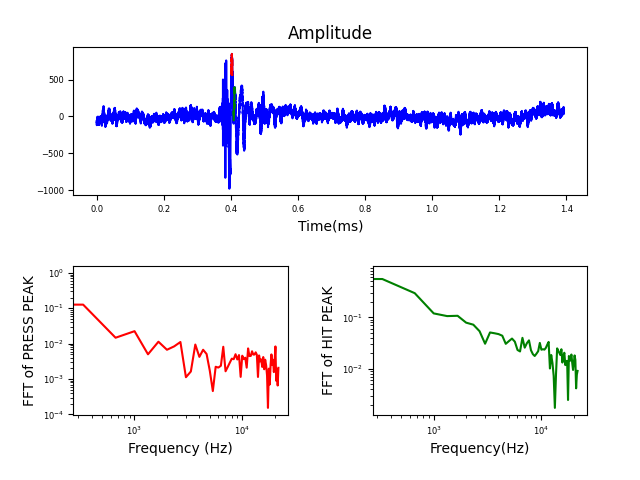 Amplitude
500
0
−500
−1000
0.0 0.2 0.4 0.6 0.8 1.0 1.2 1.4
Time(ms)
FFT of PRESS PEAK
10⁰
10⁻¹
10⁻²
10⁻³
10⁻⁴
10³ 10⁴
Frequency (Hz)
FFT of HIT PEAK
10⁻¹
10⁻²
10³ 10⁴
Frequency(Hz)